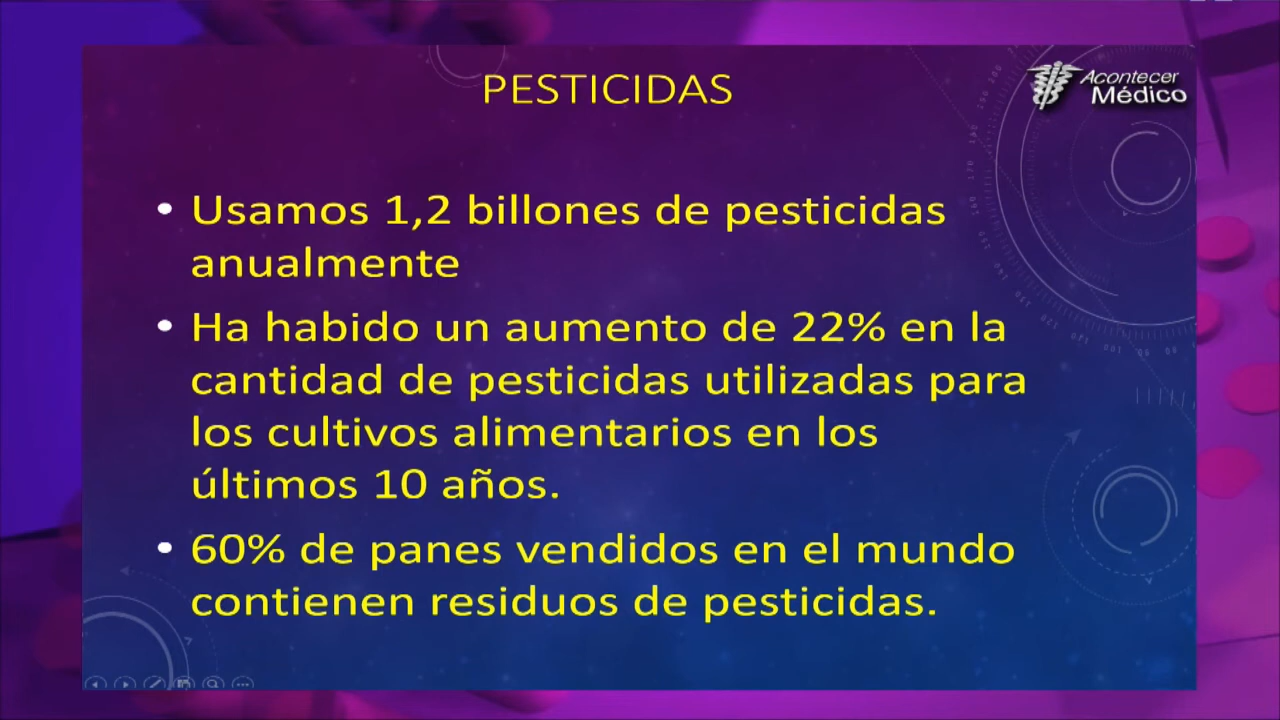 PESTICIDAS
Acontecer
Médico
• Usamos 1,2 billones de pesticidas
anualmente
• Ha habido un aumento de 22% en la
cantidad de pesticidas utilizadas para
los cultivos alimentarios en los
últimos 10 años.
• 60% de panes vendidos en el mundo
contienen residuos de pesticidas.